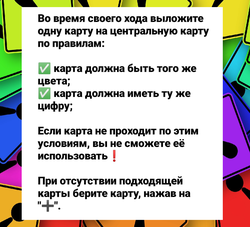 Во время своего хода выложите
одну карту на центральную карту
по правилам:
✅ карта должна быть того же
цвета;
✅ карта должна иметь ту же
цифру;
Если карта не проходит по этим
условиям, вы не сможете её
использовать❗
При отсутствии подходящей
карты берите карту, нажав на
"➕".